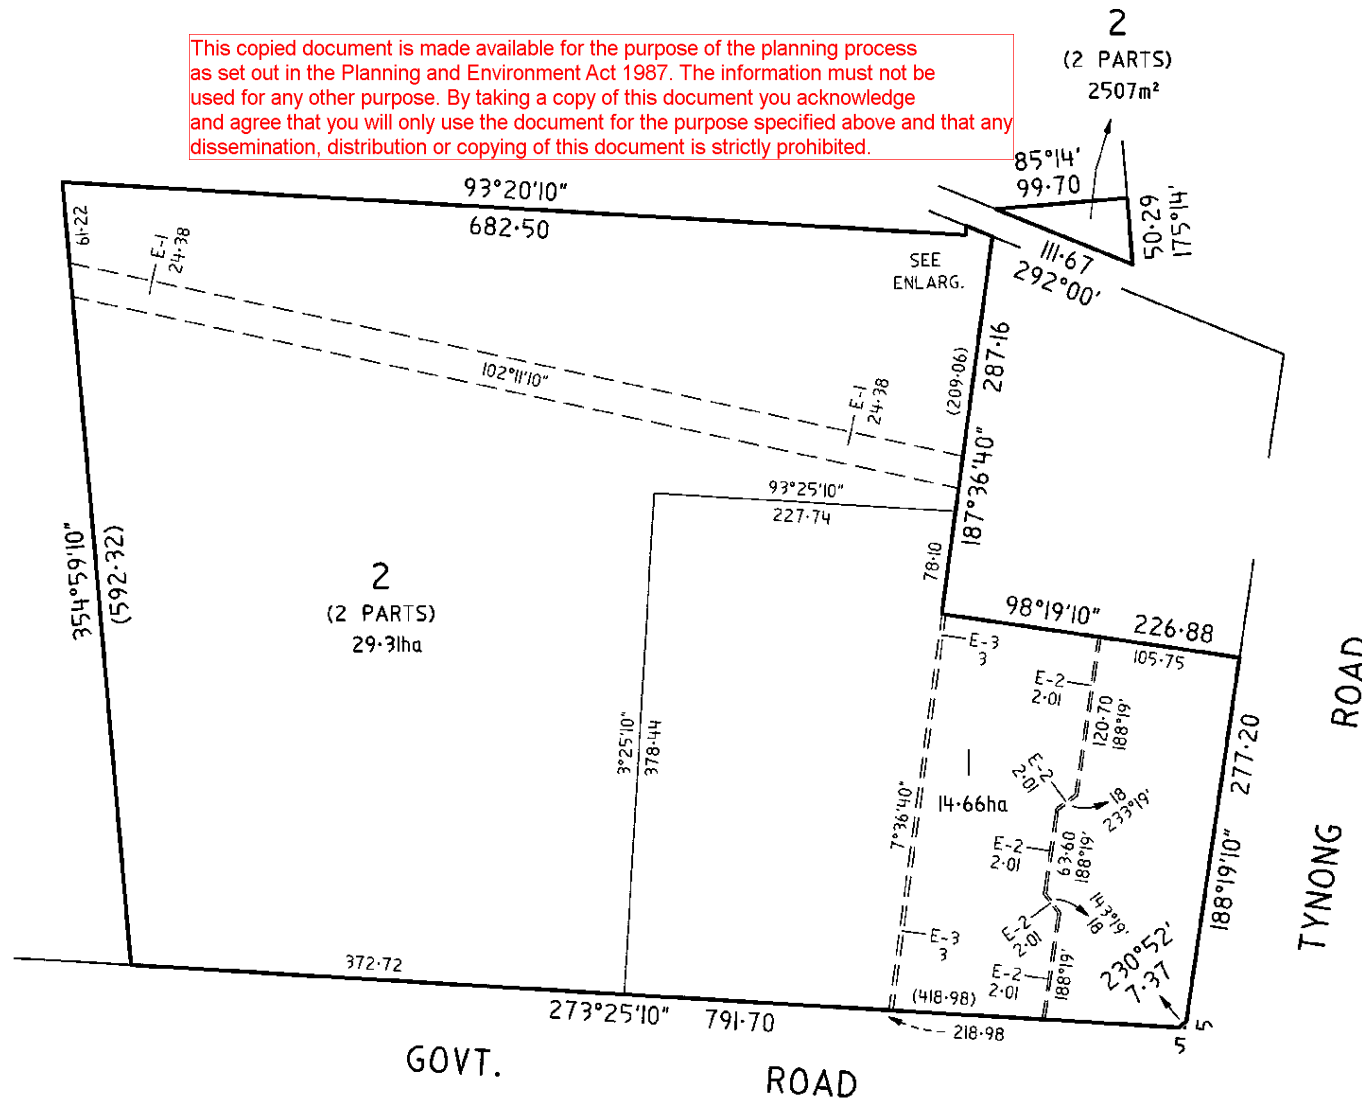 2
(2 PARTS)
2507m²
This copied document is made available for the purpose of the planning process
as set out in the Planning and Environment Act 1987. The information must not be
used for any other purpose. By taking a copy of this document you acknowledge
and agree that you will only use the document for the purpose specified above and that any
dissemination, distribution or copying of this document is strictly prohibited.
85°14'
99·70
50·29
175°14'
111·67
292°00'
93°20'10"
682·50
61·22
E-1
24·38
SEE
ENLARG.
102°11'10"
E-1
24·38
(209·06)
287·16
187°36'40"
93°25'10"
227·74
78·10
354°59'10"
(592·32)
2
(2 PARTS)
29·31ha
98°19'10"
226·88
105·75
E-3
3
E-2
2·01
120·70
188°19'
3°25'10"
378·44
ROAD
277·20
E-2
2·01
18
233°19'
1
14·66ha
7°36'40"
E-2
2·01
63·60
188°19'
188°19'10"
TYNONG
143°19'
18
E-2
2·01
E-3
3
230°52'
7·37
372·72
E-2
2·01
188°19'
(418·98)
273°25'10"
791·70
218·98
5
5
GOVT.
ROAD